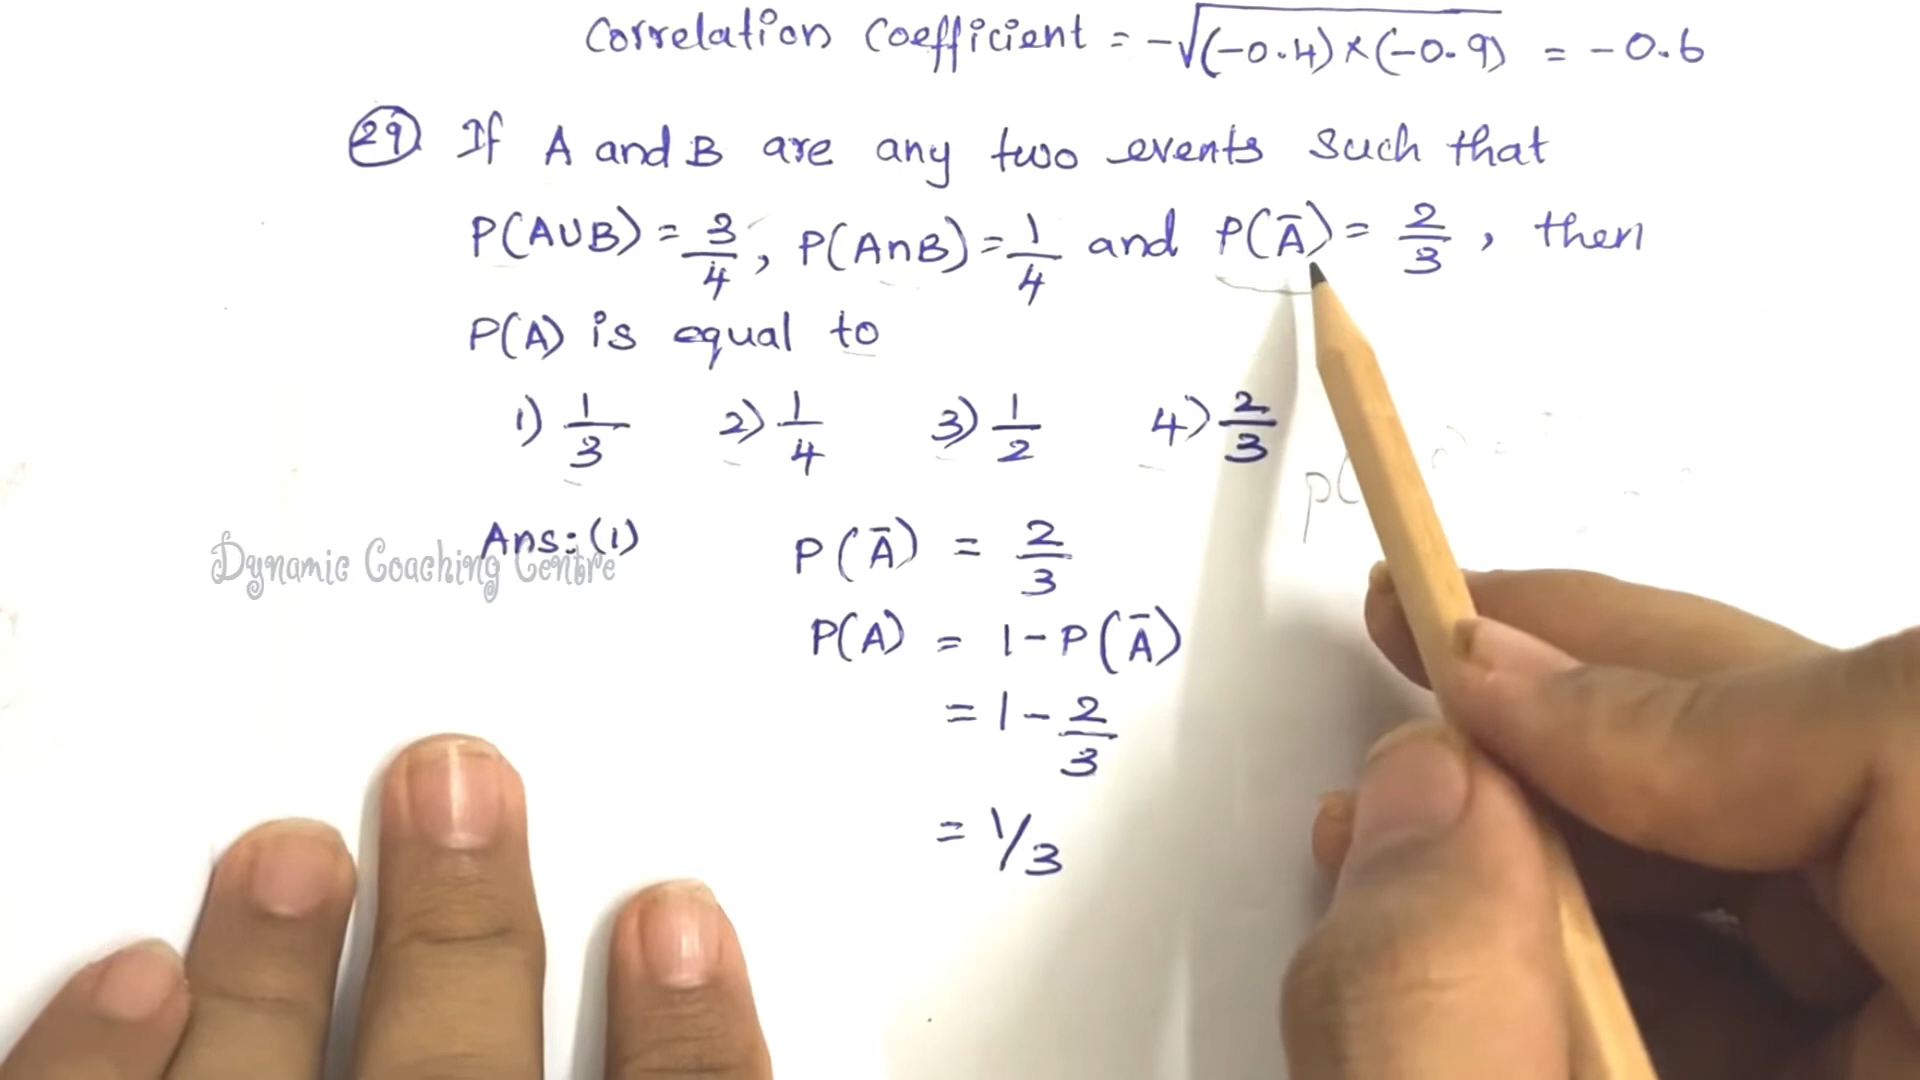 Correlation Coefficient = -√(-0.4)×(-0.9) = -0.6
29 If A and B are any two events such that
P(A∪B) = 3/4, P(A∩B) = 1/4 and P(Ā) = 2/3, then
P(A) is equal to
1) 1/3 2) 1/4 3) 1/2 4) 2/3
Ans: (1) P(Ā) = 2/3
Dynamic Coaching Centre
P(A) = 1-P(Ā)
= 1-2/3
= 1/3